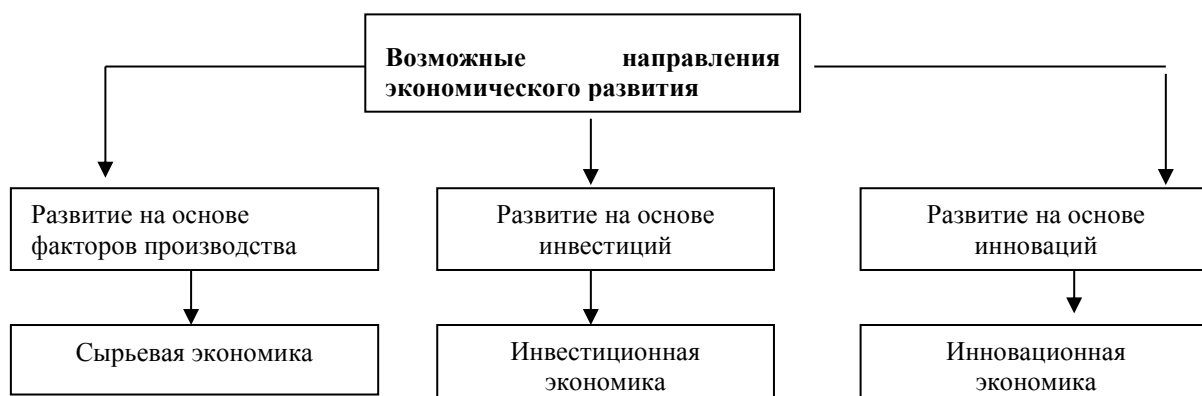 Возможные направления
экономического развития
Развитие на основе
факторов производства
Развитие на основе
инвестиций
Развитие на основе
инноваций
Сырьевая экономика
Инвестиционная
экономика
Инновационная
экономика